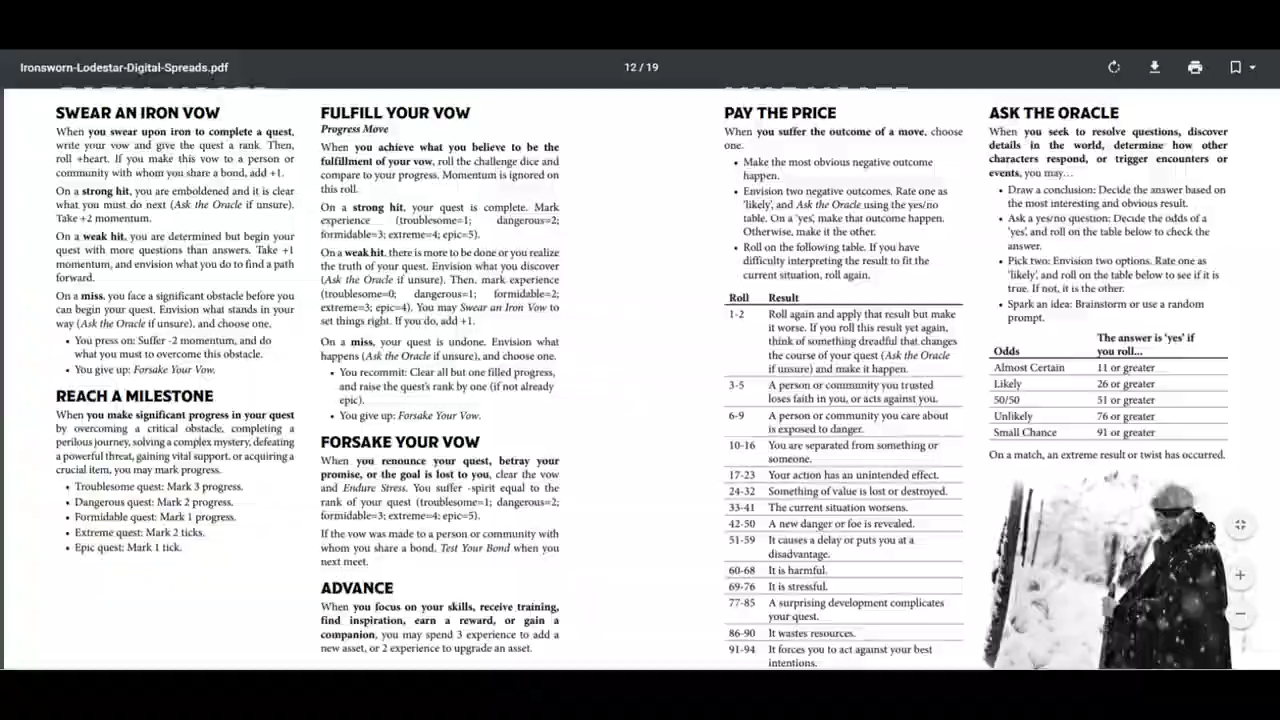 Ironsworn-Lodestar-Digital-Spreads.pdf
12 / 19
SWEAR AN IRON VOW
When you swear upon iron to complete a quest,
write your vow and give the quest a rank. Then,
roll +heart. If you make this vow to a person or
community with whom you share a bond, add +1.
On a strong hit, you are emboldened and it is clear
what you must do next (Ask the Oracle if unsure).
Take +2 momentum.
On a weak hit, you are determined but begin your
quest with more questions than answers. Take +1
momentum, and envision what you do to find a path
forward.
On a miss, you face a significant obstacle before you
can begin your quest. Envision what stands in your
way (Ask the Oracle if unsure), and choose one.
• You press on: Suffer -2 momentum, and do
what you must to overcome this obstacle.
• You give up: Forsake Your Vow.
REACH A MILESTONE
When you make significant progress in your quest
by overcoming a critical obstacle, completing a
perilous journey, solving a complex mystery, defeating
a powerful threat, gaining vital support, or acquiring a
crucial item, you may mark progress.
• Troublesome quest: Mark 3 progress.
• Dangerous quest: Mark 2 progress.
• Formidable quest: Mark 1 progress.
• Extreme quest: Mark 2 ticks.
• Epic quest: Mark 1 tick.
FULFILL YOUR VOW
Progress Move
When you achieve what you believe to be the
fulfillment of your vow, roll the challenge dice and
compare to your progress. Momentum is ignored on
this roll.
On a strong hit, your quest is complete. Mark
experience (troublesome=1; dangerous=2;
formidable=3; extreme=4; epic=5).
On a weak hit, there is more to be done or you realize
the truth of your quest. Envision what you discover
(Ask the Oracle if unsure). Then, mark experience
(troublesome=0; dangerous=1; formidable=2;
extreme=3; epic=4). You may Swear an Iron Vow to
set things right. If you do, add +1.
On a miss, your quest is undone. Envision what
happens (Ask the Oracle if unsure), and choose one.
• You recommit: Clear all but one filled progress,
and raise the quest's rank by one (if not already
epic).
• You give up: Forsake Your Vow.
FORSAKE YOUR VOW
When you renounce your quest, betray your
promise, or the goal is lost to you, clear the vow
and Endure Stress. You suffer -spirit equal to the
rank of your quest (troublesome=1; dangerous=2;
formidable=3; extreme=4; epic=5).
If the vow was made to a person or community with
whom you share a bond, Test Your Bond when you
next meet.
ADVANCE
When you focus on your skills, receive training,
find inspiration, earn a reward, or gain a
companion, you may spend 3 experience to add a
new asset, or 2 experience to upgrade an asset.
PAY THE PRICE
When you suffer the outcome of a move, choose
one.
• Make the most obvious negative outcome
happen.
• Envision two negative outcomes. Rate one as
'likely', and Ask the Oracle using the yes/no
table. On a 'yes', make that outcome happen.
Otherwise, make it the other.
• Roll on the following table. If you have
difficulty interpreting the result to fit the
current situation, roll again.
Roll Result
1-2 Roll again and apply that result but make
it worse. If you roll this result yet again,
think of something dreadful that changes
the course of your quest (Ask the Oracle
if unsure) and make it happen.
3-5 A person or community you trusted
loses faith in you, or acts against you.
6-9 A person or community you care about
is exposed to danger.
10-16 You are separated from something or
someone.
17-23 Your action has an unintended effect.
24-32 Something of value is lost or destroyed.
33-41 The current situation worsens.
42-50 A new danger or foe is revealed.
51-59 It causes a delay or puts you at a
disadvantage.
60-68 It is harmful.
69-76 It is stressful.
77-85 A surprising development complicates
your quest.
86-90 It wastes resources.
91-94 It forces you to act against your best
intentions.
ASK THE ORACLE
When you seek to resolve questions, discover
details in the world, determine how other
characters respond, or trigger encounters or
events, you may…
• Draw a conclusion: Decide the answer based on
the most interesting and obvious result.
• Ask a yes/no question: Decide the odds of a
'yes', and roll on the table below to check the
answer.
• Pick two: Envision two options. Rate one as
'likely', and roll on the table below to see if it is
true. If not, it is the other.
• Spark an idea: Brainstorm or use a random
prompt.
The answer is 'yes' if
Odds you roll…
Almost Certain 11 or greater
Likely 26 or greater
50/50 51 or greater
Unlikely 76 or greater
Small Chance 91 or greater
On a match, an extreme result or twist has occurred.